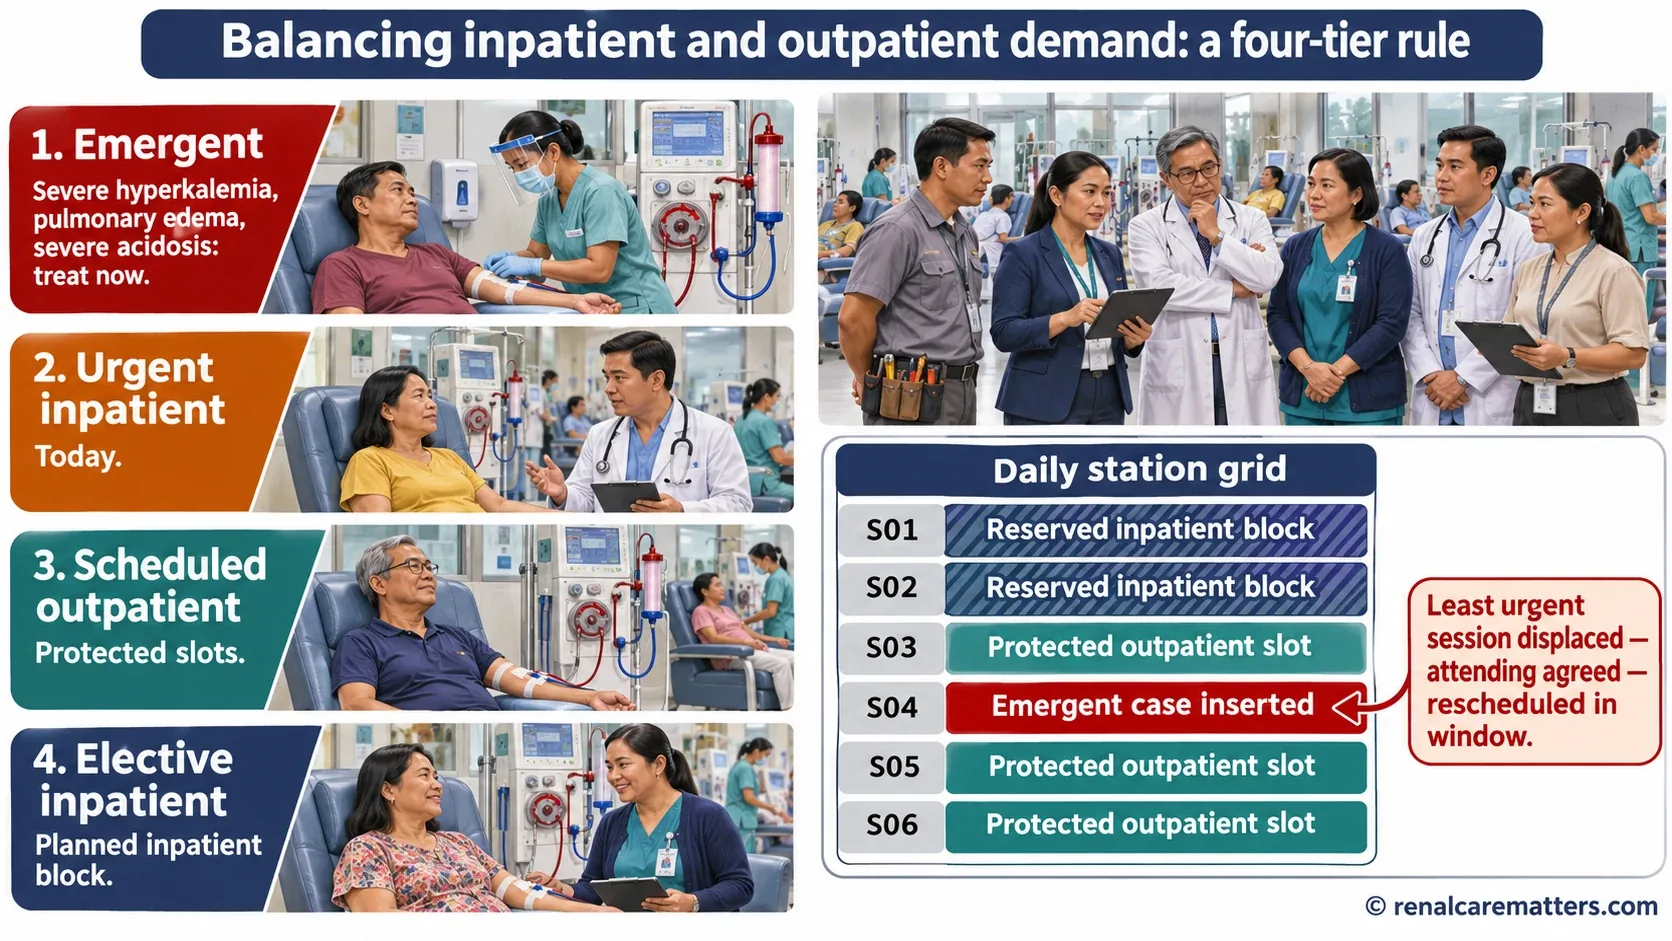 Balancing inpatient and outpatient demand: a four-tier rule
1. Emergent
Severe hyperkalemia,
pulmonary edema,
severe acidosis:
treat now.
2. Urgent
inpatient
Today.
3. Scheduled
outpatient
Protected slots.
4. Elective
inpatient
Planned inpatient
block.
Daily station grid
S01 Reserved inpatient block
S02 Reserved inpatient block
S03 Protected outpatient slot
S04 Emergent case inserted
S05 Protected outpatient slot
S06 Protected outpatient slot
Least urgent
session displaced —
attending agreed —
rescheduled in
window.
© renalcarematters.com